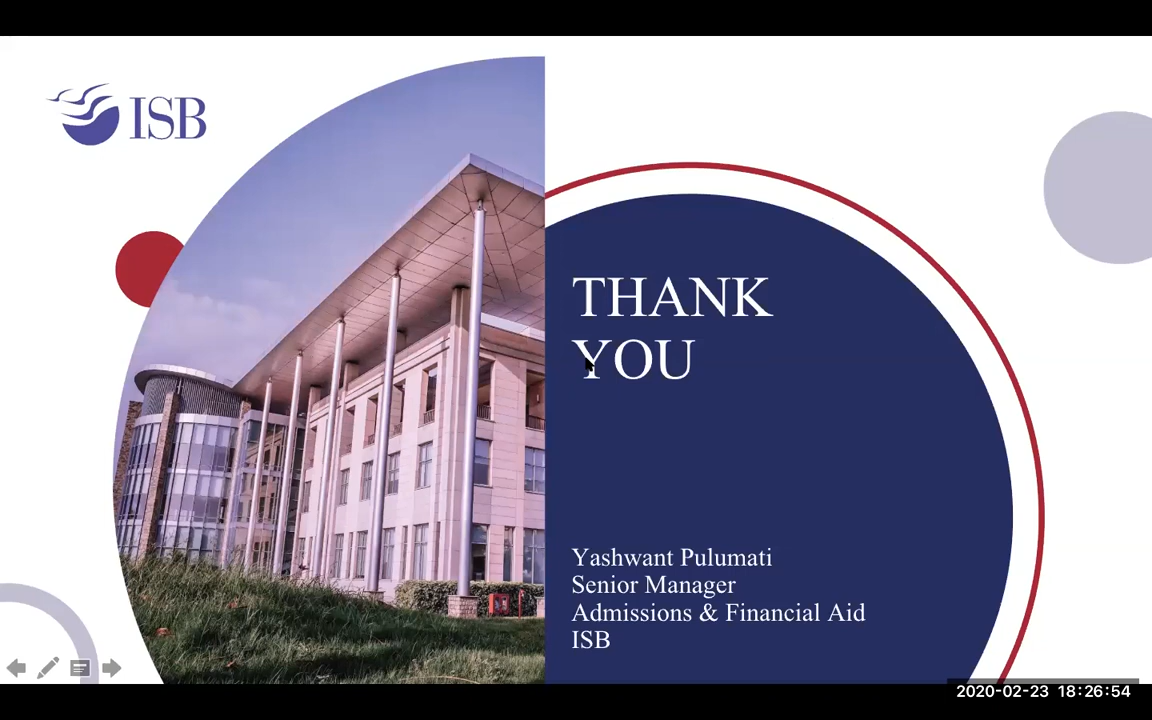 ISB
THANK
YOU
Yashwant Pulumati
Senior Manager
Admissions & Financial Aid
ISB
2020-02-23 18:26:54